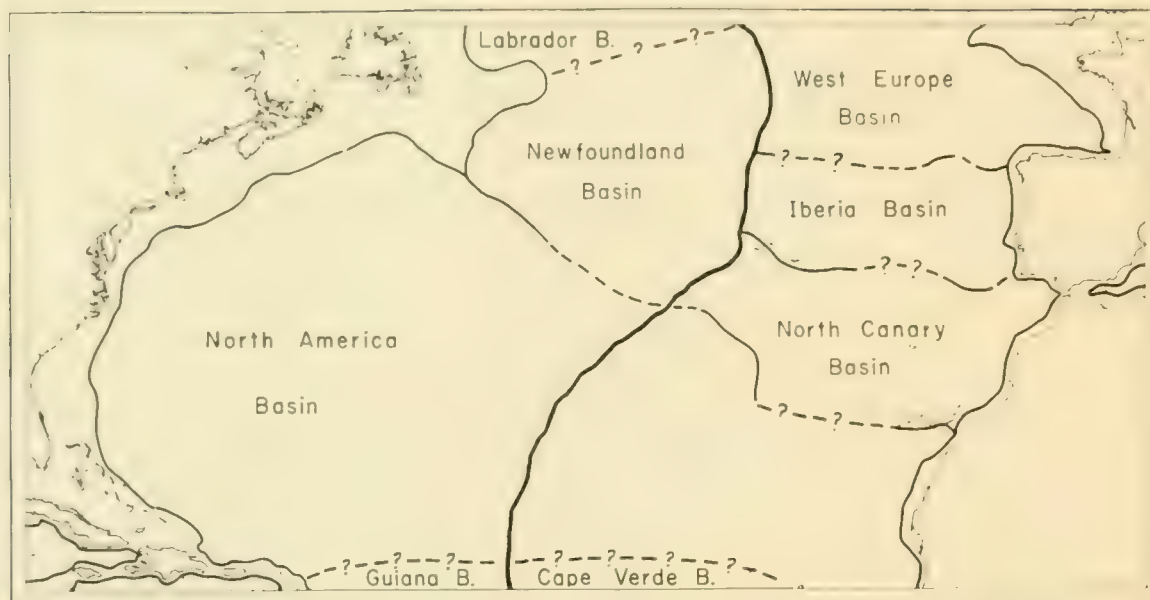 Labrador B.
? ? ?
West Europe
Basin
Newfoundland
Basin
? ?
Iberia Basin
? ?
North America
Basin
North Canary
Basin
? ?
? ? ? ? ? ? ?
Guiana B.
Cape Verde B.